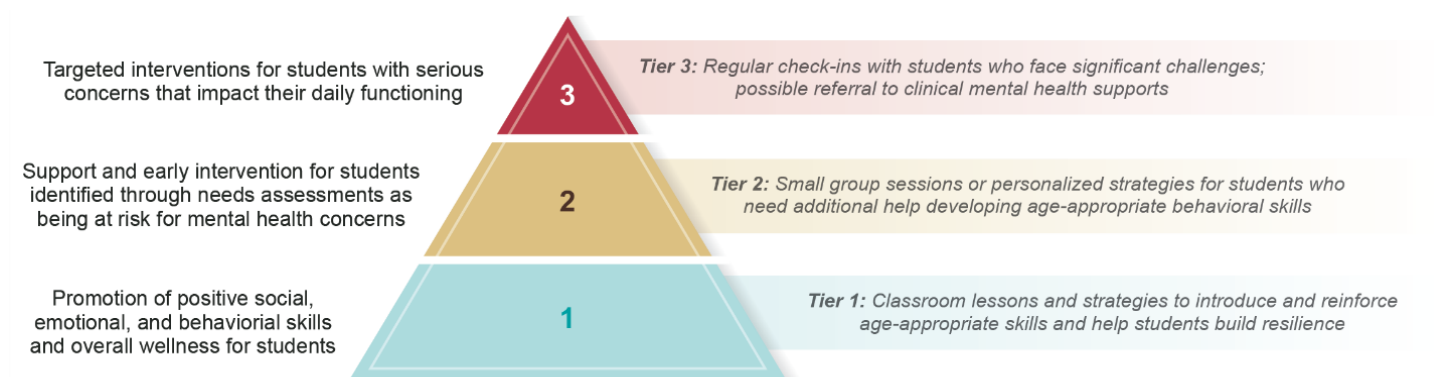 Targeted interventions for students with serious
concerns that impact their daily functioning
3
Tier 3: Regular check-ins with students who face significant challenges;
possible referral to clinical mental health supports
Support and early intervention for students
identified through needs assessments as
being at risk for mental health concerns
2
Tier 2: Small group sessions or personalized strategies for students who
need additional help developing age-appropriate behavioral skills
Promotion of positive social,
emotional, and behaviorial skills
and overall wellness for students
1
Tier 1: Classroom lessons and strategies to introduce and reinforce
age-appropriate skills and help students build resilience